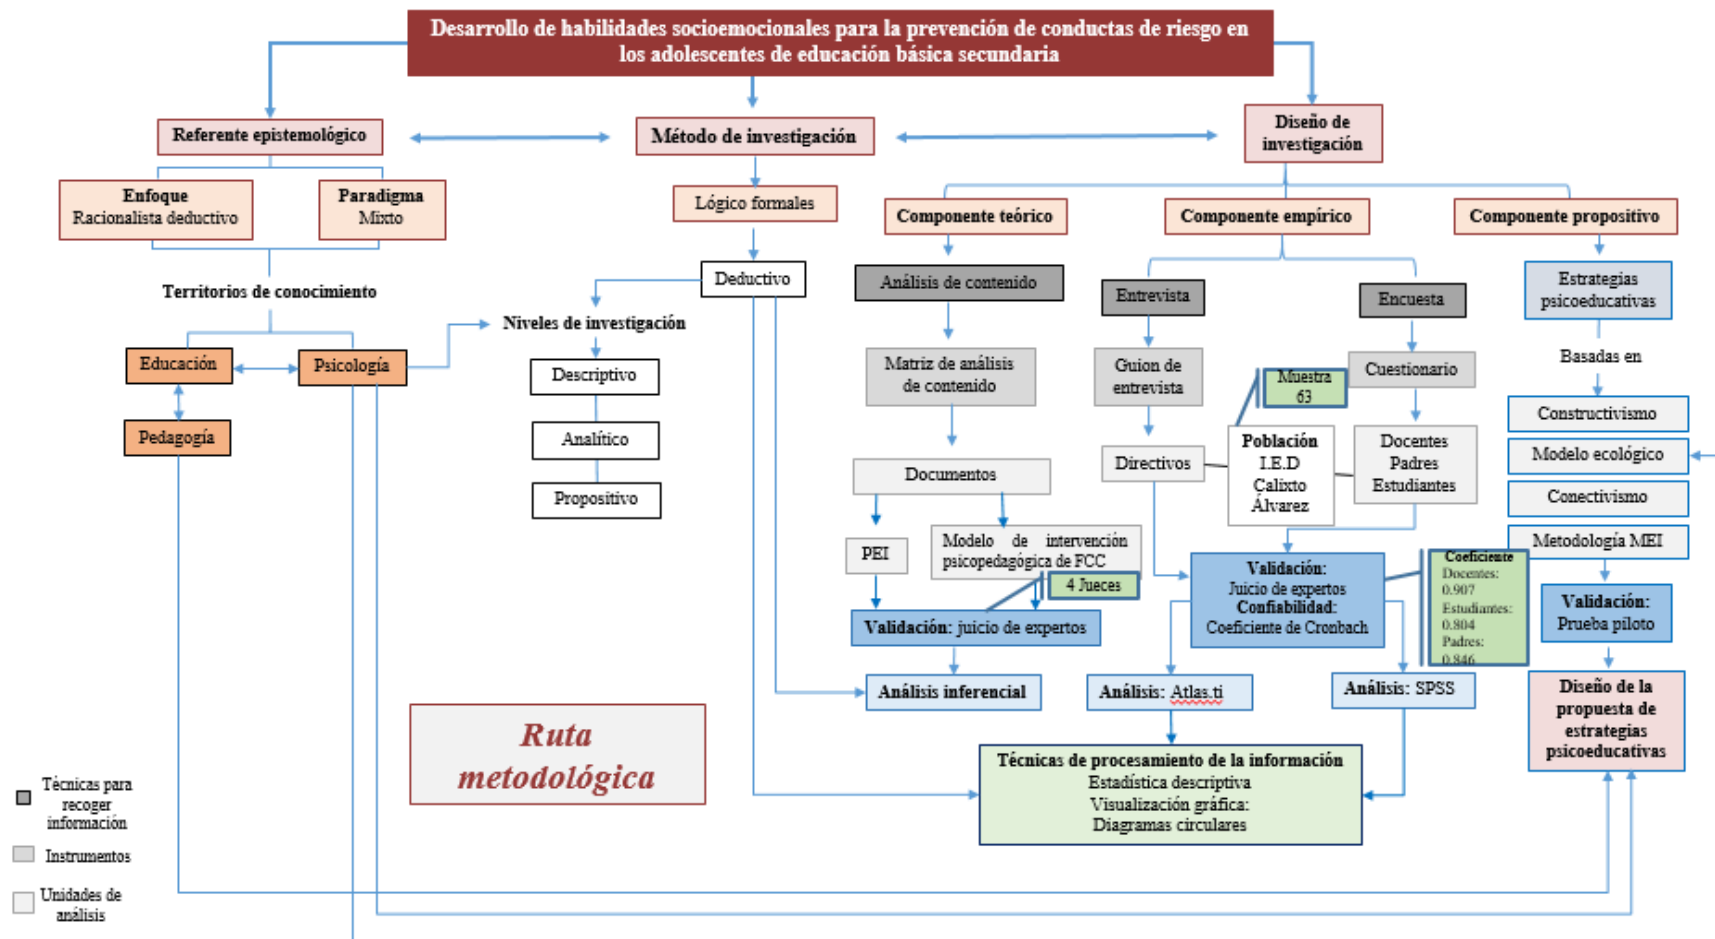 Desarrollo de habilidades socioemocionales para la prevención de conductas de riesgo en
los adolescentes de educación básica secundaria
Referente epistemológico
Enfoque
Racionalista deductivo
Paradigma
Mixto
Territorios de conocimiento
Educación
Psicología
Pedagogía
Método de investigación
Lógico formales
Deductivo
Niveles de investigación
Descriptivo
Analítico
Propositivo
Diseño de
investigación
Componente teórico
Análisis de contenido
Matriz de análisis
de contenido
Documentos
PEI
Modelo de intervención
psicopedagógica de FCC
4 Jueces
Validación: juicio de expertos
Análisis inferencial
Componente empírico
Entrevista
Guion de
entrevista
Directivos
Encuesta
Cuestionario
Muestra
63
Población
I.E.D
Calixto
Álvarez
Docentes
Padres
Estudiantes
Validación:
Juicio de expertos
Confiabilidad:
Coeficiente de Cronbach
Coeficiente
Docentes:
0.907
Estudiantes:
0.804
Padres:
0.846
Análisis: Atlas.ti
Análisis: SPSS
Técnicas de procesamiento de la información
Estadística descriptiva
Visualización gráfica:
Diagramas circulares
Componente propositivo
Estrategias
psicoeducativas
Basadas en
Constructivismo
Modelo ecológico
Conectivismo
Metodología MEI
Validación:
Prueba piloto
Diseño de la
propuesta de
estrategias
psicoeducativas
Ruta
metodológica
Técnicas para
recoger
información
Instrumentos
Unidades de
análisis